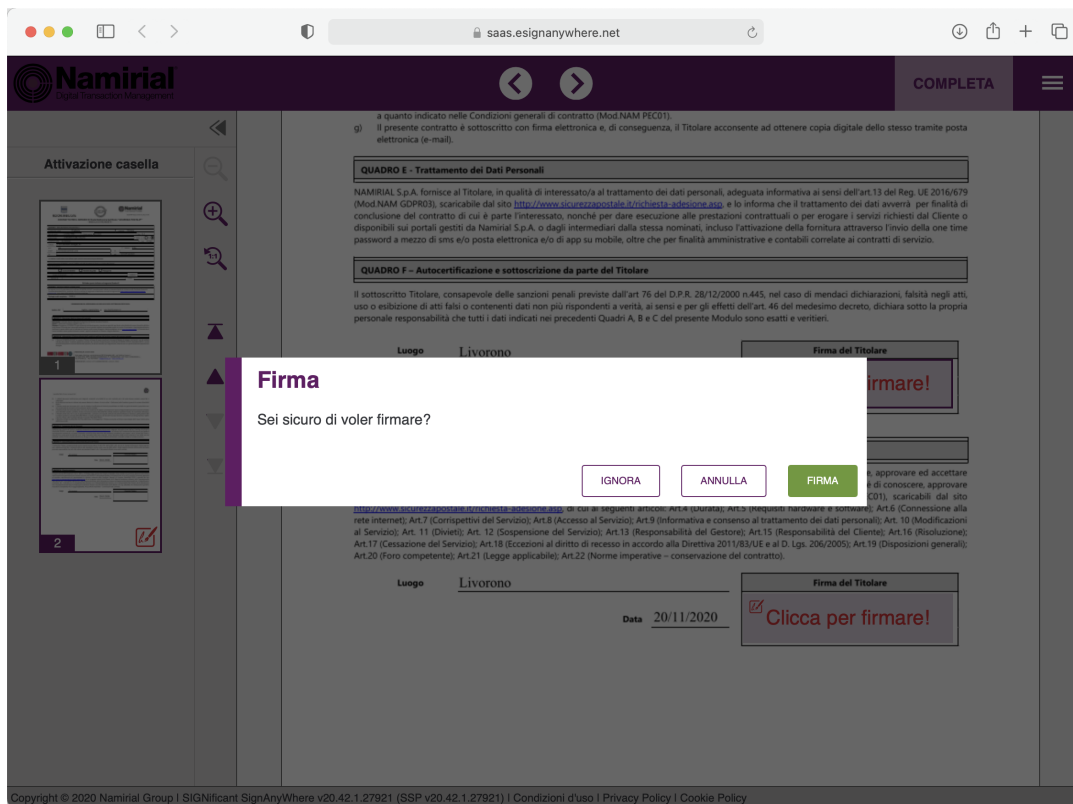 saas.esignanywhere.net
Namirial
Digital Transaction Management
COMPLETA
Attivazione casella
1
2
1:1
a quanto indicato nelle Condizioni generali di contratto (Mod.NAM PEC01).
g) Il presente contratto è sottoscritto con firma elettronica e, di conseguenza, il Titolare acconsente ad ottenere copia digitale dello stesso tramite posta
elettronica (e-mail).
QUADRO E - Trattamento dei Dati Personali
NAMIRIAL S.p.A. fornisce al Titolare, in qualità di interessato/a al trattamento dei dati personali, adeguata informativa ai sensi dell'art.13 del Reg. UE 2016/679
(Mod.NAM GDPR03), scaricabile dal sito http://www.sicurezzapostale.it/richiesta-adesione.asp, e lo informa che il trattamento dei dati avverrà per finalità di
conclusione del contratto di cui è parte l'interessato, nonché per dare esecuzione alle prestazioni contrattuali o per erogare i servizi richiesti dal Cliente o
disponibili sui portali gestiti da Namirial S.p.A. o dagli intermediari dalla stessa nominati, incluso l'attivazione della fornitura attraverso l'invio della one time
password a mezzo di sms e/o posta elettronica e/o di app su mobile, oltre che per finalità amministrative e contabili correlate ai contratti di servizio.
QUADRO F – Autocertificazione e sottoscrizione da parte del Titolare
Il sottoscritto Titolare, consapevole delle sanzioni penali previste dall'art 76 del D.P.R. 28/12/2000 n.445, nel caso di mendaci dichiarazioni, falsità negli atti,
uso o esibizione di atti falsi o contenenti dati non più rispondenti a verità, ai sensi e per gli effetti dell'art. 46 del medesimo decreto, dichiara sotto la propria
personale responsabilità che tutti i dati indicati nei precedenti Quadri A, B e C del presente Modulo sono esatti e veritieri.
Luogo Livorono Firma del Titolare
irmare!
Firma
Sei sicuro di voler firmare?
IGNORA ANNULLA FIRMA
e, approvare ed accettare
è di conoscere, approvare
C01), scaricabili dal sito
http://www.sicurezzapostale.it/richiesta-adesione.asp, di cui ai seguenti articoli: Art.4 (Durata); Art.5 (Requisiti hardware e software); Art.6 (Connessione alla
rete internet); Art.7 (Corrispettivi del Servizio); Art.8 (Accesso al Servizio); Art.9 (Informativa e consenso al trattamento dei dati personali); Art. 10 (Modificazioni
al Servizio); Art. 11 (Divieti); Art. 12 (Sospensione del Servizio); Art.13 (Responsabilità del Gestore); Art.15 (Responsabilità del Cliente); Art.16 (Risoluzione);
Art.17 (Cessazione del Servizio); Art.18 (Eccezioni al diritto di recesso in accordo alla Direttiva 2011/83/UE e al D. Lgs. 206/2005); Art.19 (Disposizioni generali);
Art.20 (Foro competente); Art.21 (Legge applicabile); Art.22 (Norme imperative – conservazione del contratto).
Luogo Livorono Firma del Titolare
Data 20/11/2020 Clicca per firmare!
Copyright © 2020 Namirial Group | SIGNificant SignAnyWhere v20.42.1.27921 (SSP v20.42.1.27921) | Condizioni d'uso | Privacy Policy | Cookie Policy